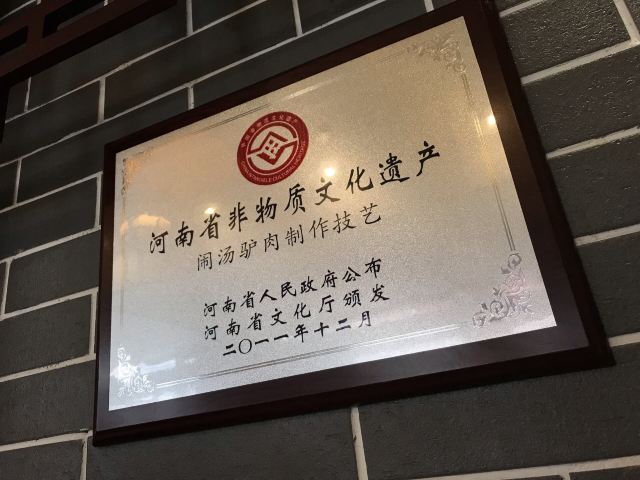 河南省非物质文化遗产
闹汤驴肉制作技艺
河南省人民政府公布
河南省文化厅颁发
二〇一一年十二月